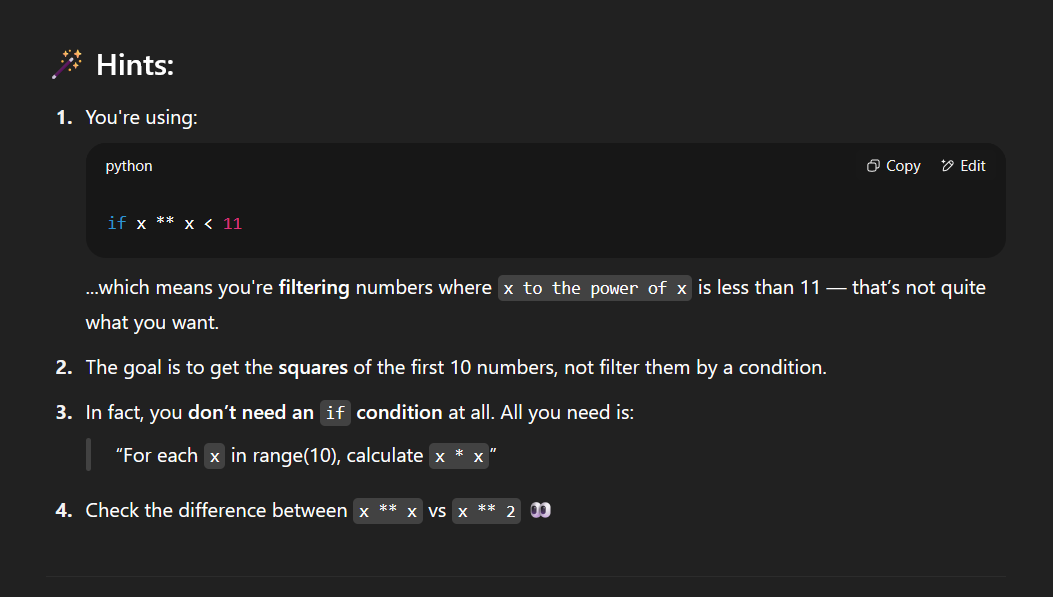 Hints:
1. You're using:
python
Copy Edit
if x ** x < 11
...which means you're filtering numbers where x to the power of x is less than 11 — that's not quite
what you want.
2. The goal is to get the squares of the first 10 numbers, not filter them by a condition.
3. In fact, you don't need an if condition at all. All you need is:
“For each x in range(10), calculate x * x”
4. Check the difference between x ** x vs x ** 2 👀